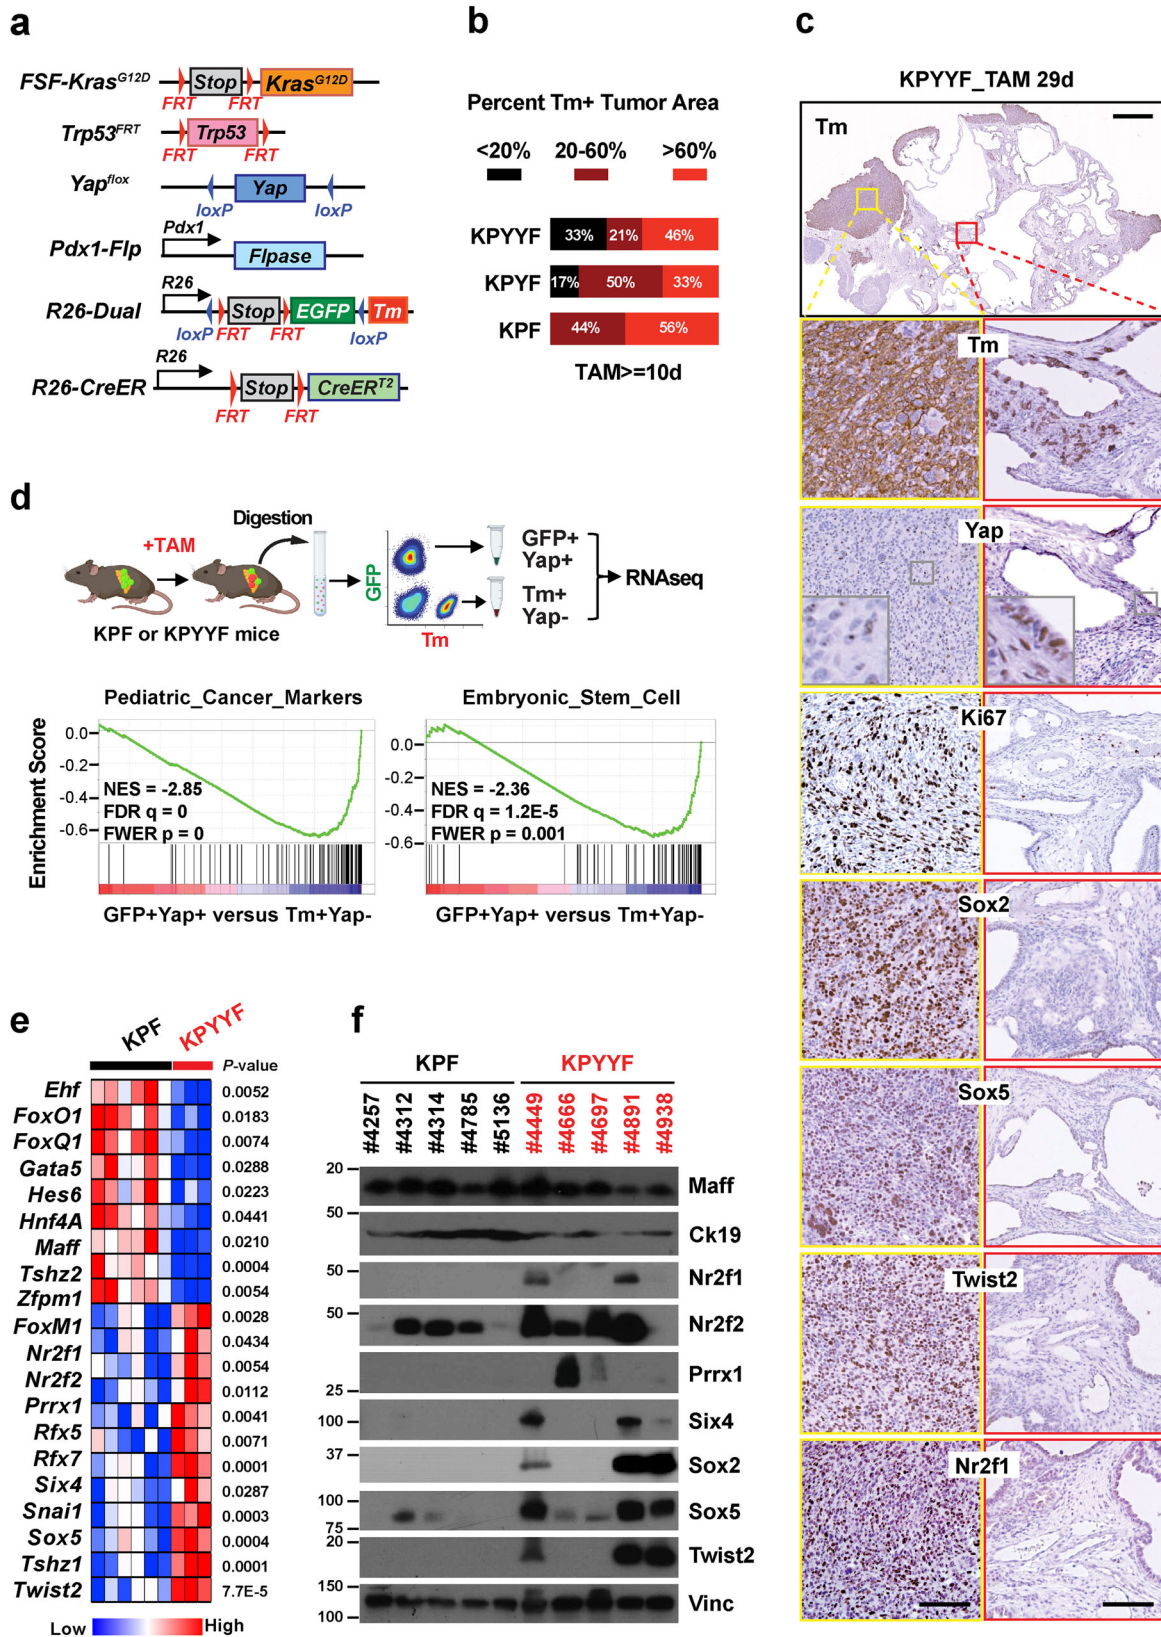 a
FSF-Kras^G12D
Stop
Kras^G12D
FRT
FRT
Trp53^FRT
Trp53
FRT
FRT
Yap^flox
Yap
loxP
loxP
Pdx1-Flp
Pdx1
Flpase
R26-Dual
R26
Stop
EGFP
Tm
loxP
FRT
FRT
loxP
R26-CreER
R26
Stop
CreER^T2
FRT
FRT
b
Percent Tm+ Tumor Area
<20% 20-60% >60%
KPYYF 33% 21% 46%
KPYF 17% 50% 33%
KPF 44% 56%
TAM>=10d
c
KPYYF_TAM 29d
Tm
Tm
Yap
Ki67
Sox2
Sox5
Twist2
Nr2f1
d
+TAM
Digestion
KPF or KPYYF mice
GFP
Tm
GFP+
Yap+
Tm+
Yap-
RNAseq
Pediatric_Cancer_Markers
Enrichment Score
0.0
-0.2
-0.4
-0.6
NES = -2.85
FDR q = 0
FWER p = 0
GFP+Yap+ versus Tm+Yap-
Embryonic_Stem_Cell
0.0
-0.2
-0.4
-0.6
NES = -2.36
FDR q = 1.2E-5
FWER p = 0.001
GFP+Yap+ versus Tm+Yap-
e
KPF KPYYF
P-value
Ehf 0.0052
FoxO1 0.0183
FoxQ1 0.0074
Gata5 0.0288
Hes6 0.0223
Hnf4A 0.0441
Maff 0.0210
Tshz2 0.0004
Zfpm1 0.0054
FoxM1 0.0028
Nr2f1 0.0434
Nr2f2 0.0054
Prrx1 0.0112
Rfx5 0.0041
Rfx7 0.0071
Six4 0.0001
Snai1 0.0287
Sox5 0.0003
Tshz1 0.0004
Twist2 0.0001
7.7E-5
Low High
f
KPF KPYYF
#4257 #4312 #4314 #4785 #5136 #4449 #4666 #4697 #4891 #4938
20 Maff
50 Ck19
50 Nr2f1
50 Nr2f2
25 Prrx1
100 Six4
37 Sox2
100 Sox5
75
20 Twist2
150 Vinc
100